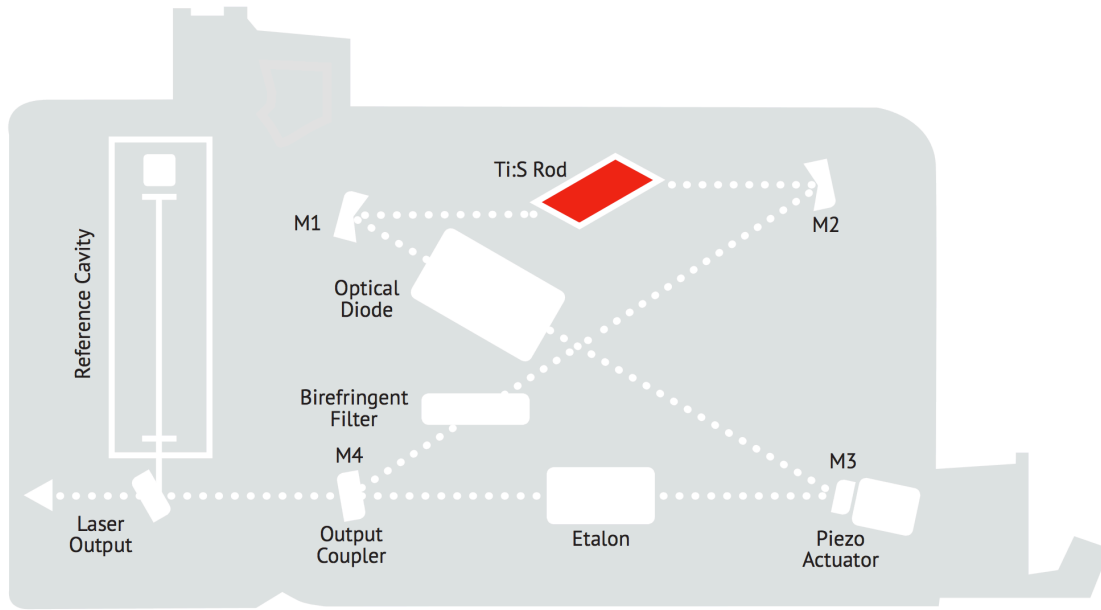 Ti:S Rod
M1
M2
Reference Cavity
Optical
Diode
Birefringent
Filter
M4
M3
Laser
Output
Output
Coupler
Etalon
Piezo
Actuator